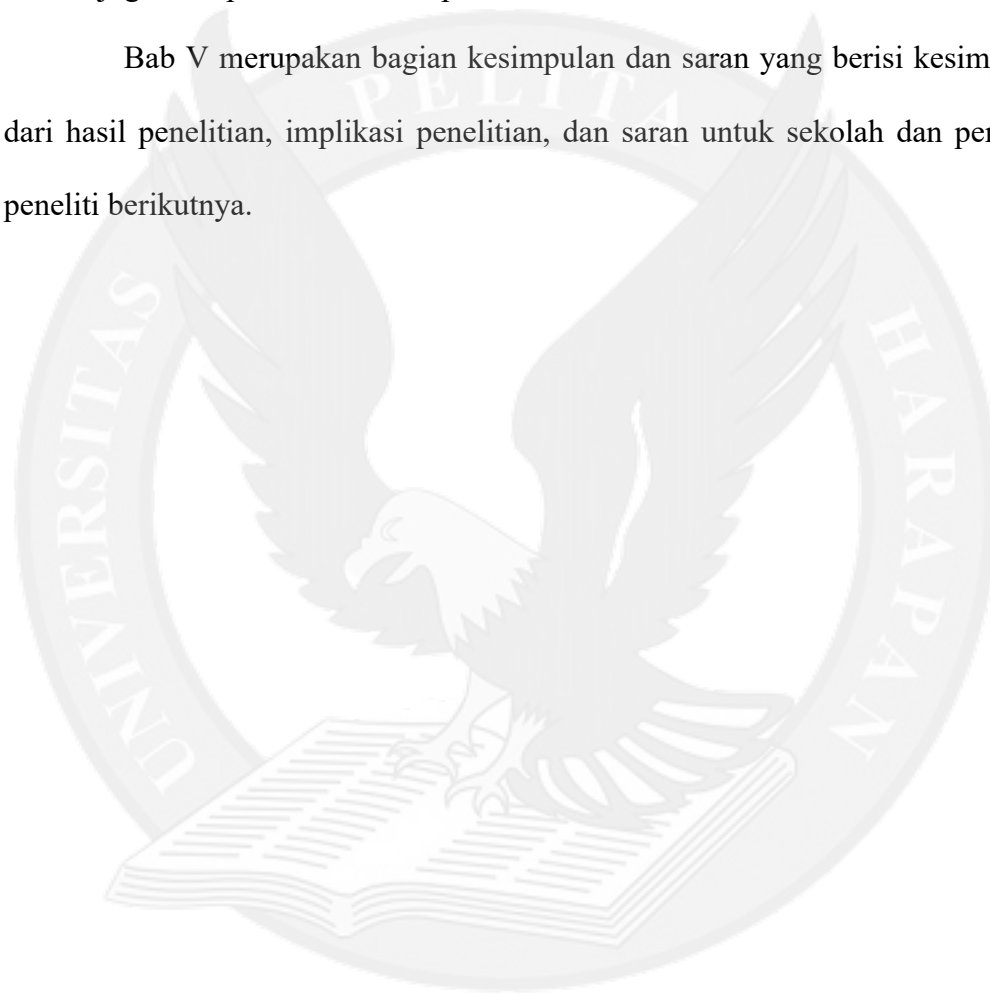 Bab V merupakan bagian kesimpulan dan saran yang berisi kesim
dari hasil penelitian, implikasi penelitian, dan saran untuk sekolah dan per
peneliti berikutnya.
UNIVERSITAS PELITA HARAPAN